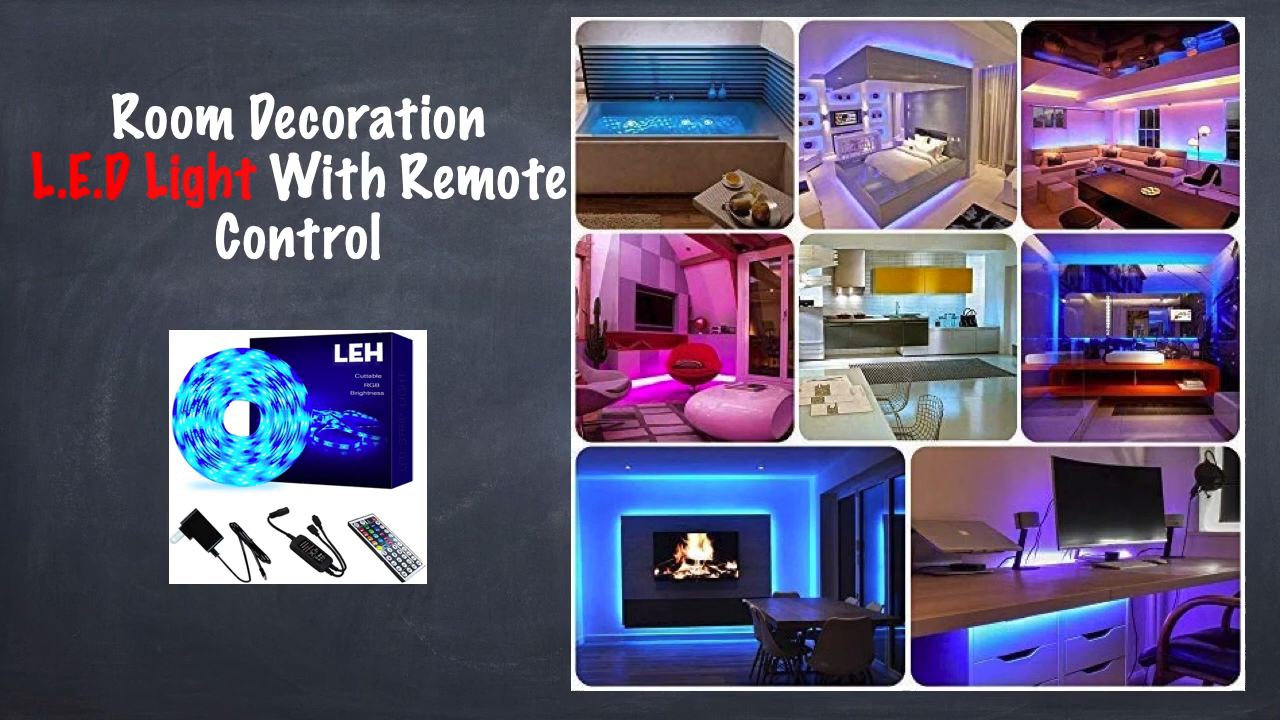 Room Decoration
L.E.D Light With Remote
Control
LEH
Cuttable
RGB
Brightness